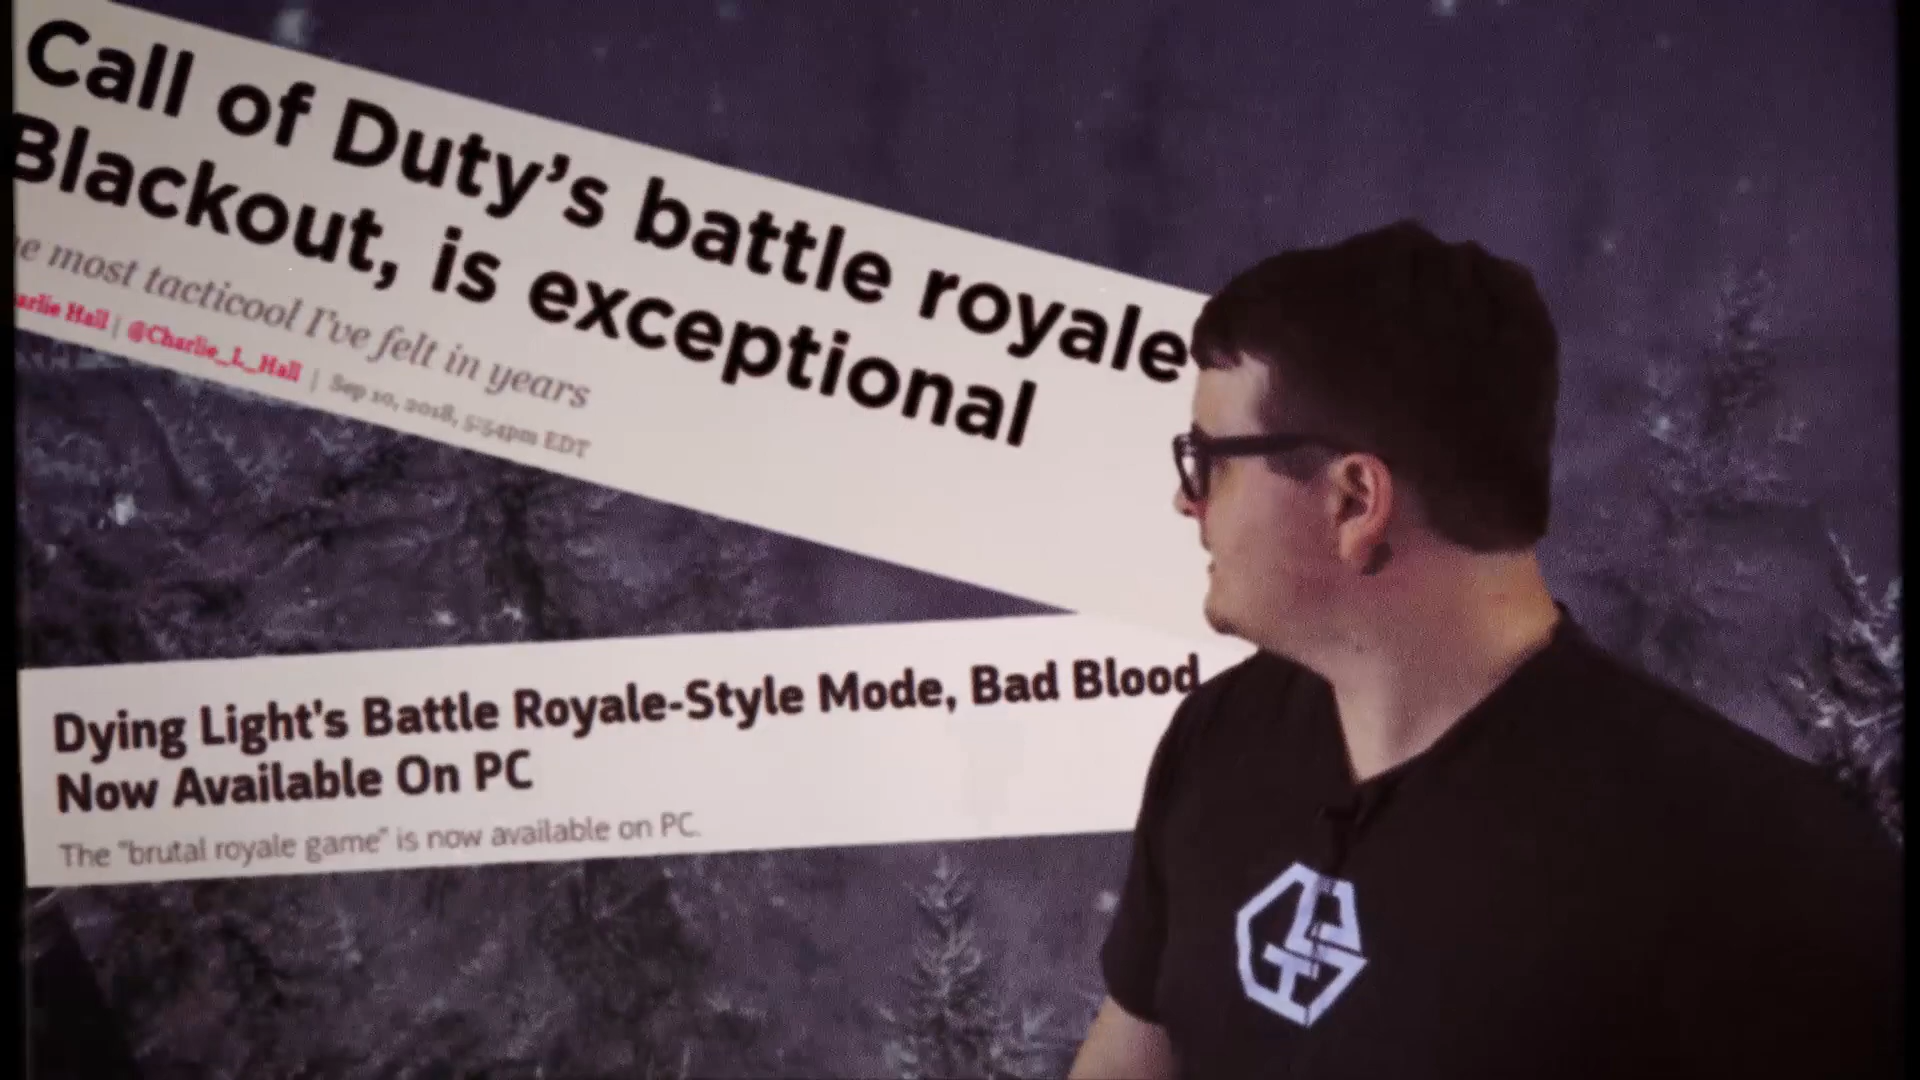 Call of Duty's battle royale
Blackout, is exceptional
most tacticool I've felt in years
Hall | @Charlie_L_Hall | Sep 10, 2018, 5:54pm EDT
Dying Light's Battle Royale-Style Mode, Bad Blood
Now Available On PC
The "brutal royale game" is now available on PC.